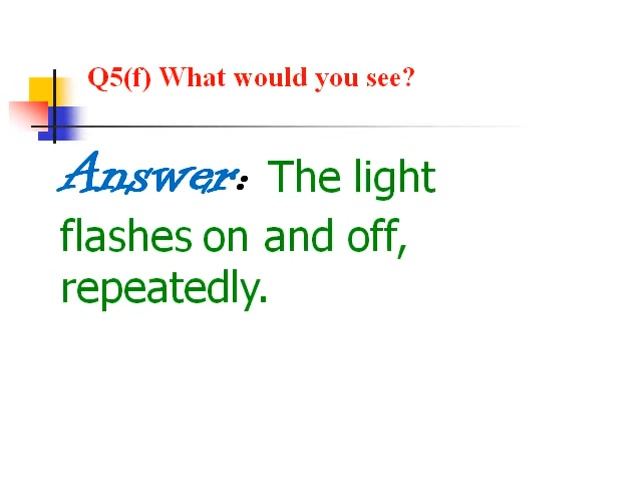 Q5(f) What would you see?
Answer: The light
flashes on and off,
repeatedly.